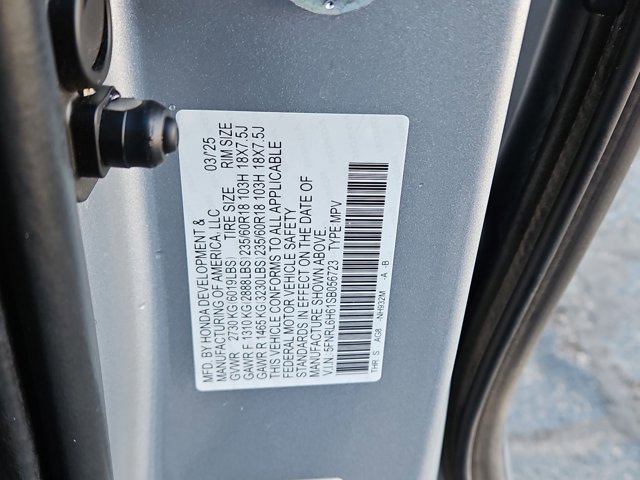 MFD. BY HONDA DEVELOPMENT & 03/25
MANUFACTURING OF AMERICA, LLC
TIRE SIZE RIM SIZE
GVWR 2730 KG (6019LBS)
GAWR F 1310 KG (2888LBS) 235/60R18 103H 18X7.5J
GAWR R 1465 KG (3230LBS) 235/60R18 103H 18X7.5J
THIS VEHICLE CONFORMS TO ALL APPLICABLE
FEDERAL MOTOR VEHICLE SAFETY
STANDARDS IN EFFECT ON THE DATE OF
MANUFACTURE SHOWN ABOVE.
V.I.N. 5FNRL6H61SB056723 TYPE MPV
THR S AG8 -NH932M -A -B